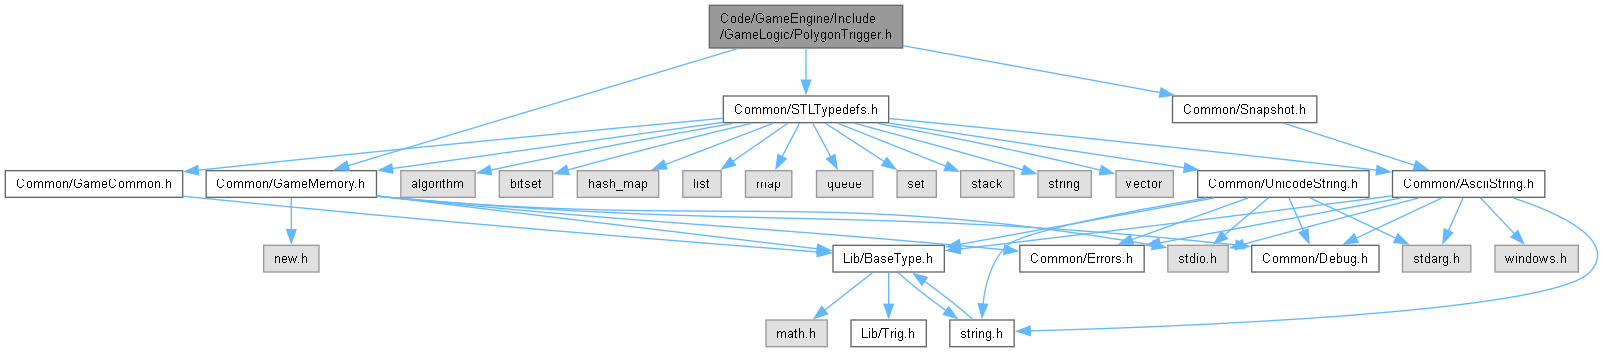 Code/GameEngine/Include
/GameLogic/PolygonTrigger.h
Common/STLTypedefs.h
Common/Snapshot.h
Common/GameCommon.h
Common/GameMemory.h
algorithm
bitset
hash_map
list
map
queue
set
stack
string
vector
Common/UnicodeString.h
Common/AsciiString.h
new.h
Lib/BaseType.h
Common/Errors.h
stdio.h
Common/Debug.h
stdarg.h
windows.h
math.h
Lib/Trig.h
string.h